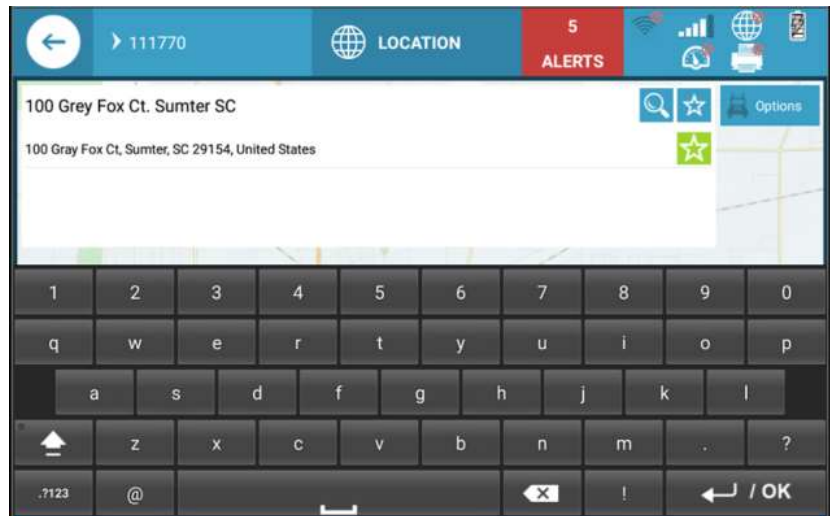 111770
LOCATION
5
ALERTS
100 Grey Fox Ct. Sumter SC
Options
100 Gray Fox Ct, Sumter, SC 29154, United States
1 2 3 4 5 6 7 8 9 0
q w e r t y u i o p
a s d f g h j k l
z x c v b n m . ?
.?123 @ ! / OK